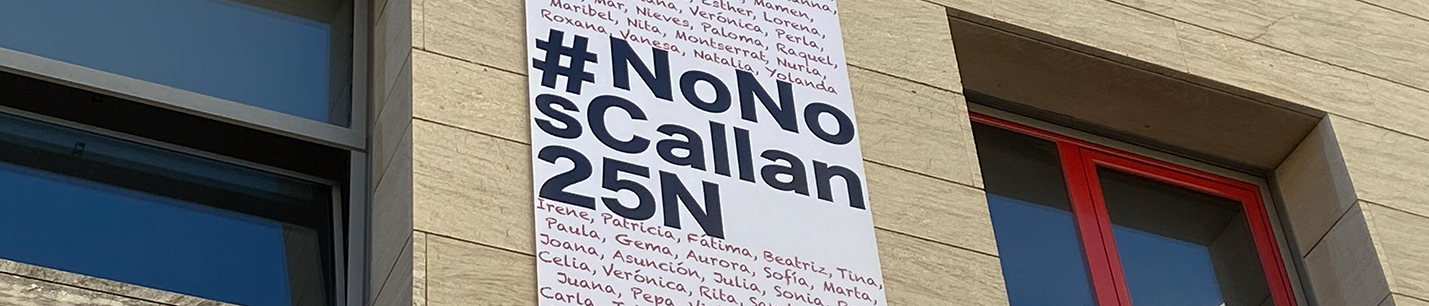 Esther, Mamen,
Mar, Verónica, Lorena,
Maribel, Nieves, Paloma, Perla,
Roxana, Nita, Montserrat, Raquel,
Vanesa, Natalia, Nuria,
Yolanda
#NoNo
sCallan
25N
Irene, Patricia, Fátima, Beatriz, Tina,
Paula, Gema, Aurora, Sofía, Marta,
Joana, Asunción, Julia, Sonia,
Celia, Verónica, Rita,
Juana, Pepa,
Carla,